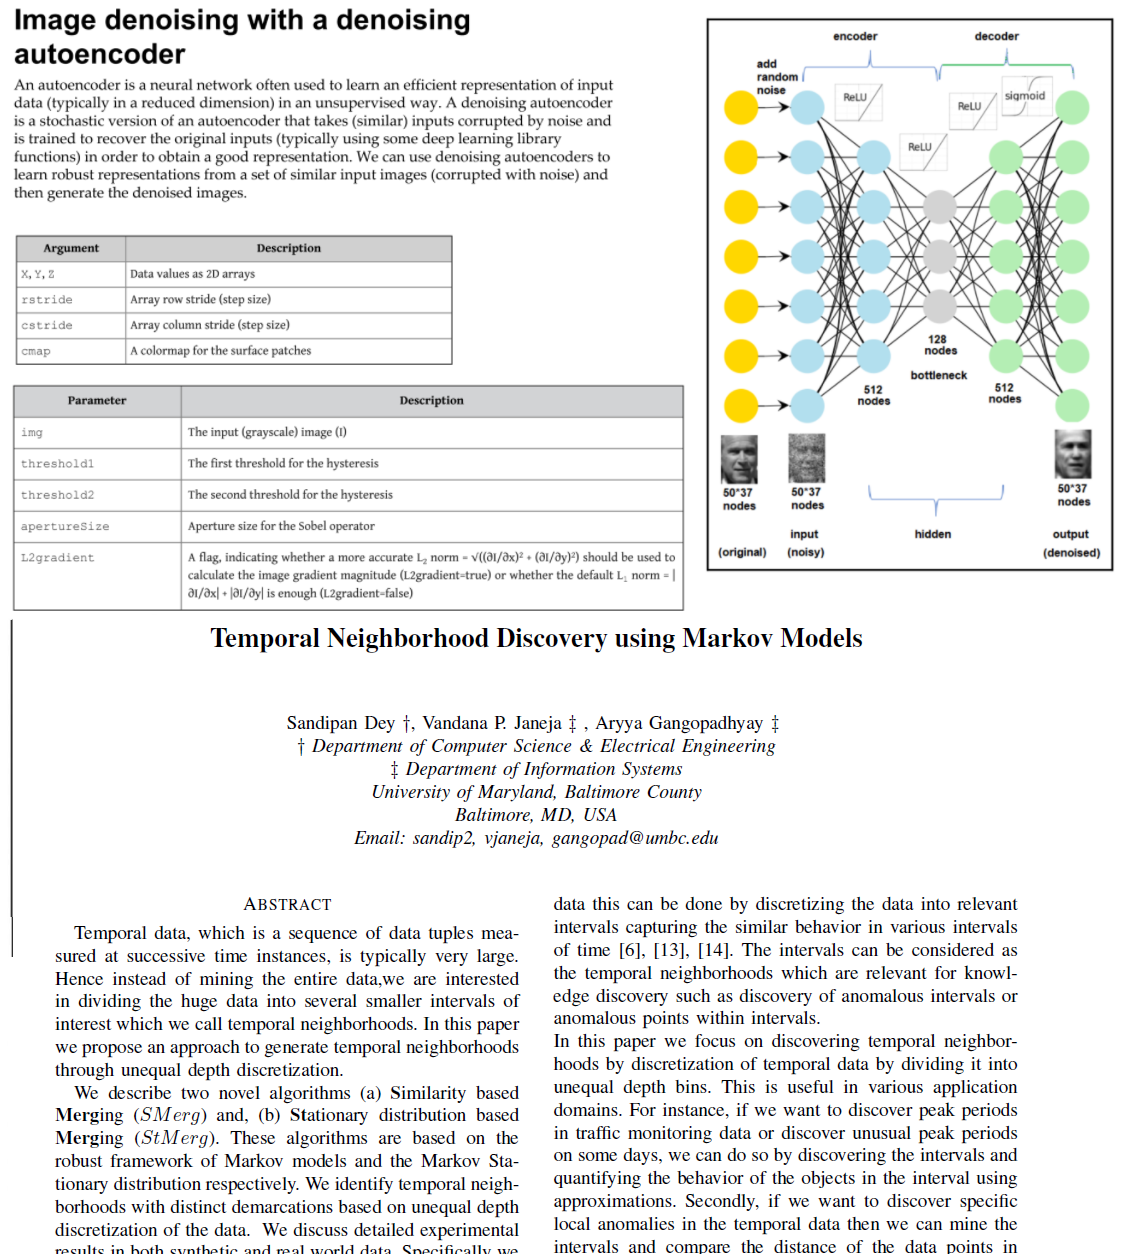 Image denoising with a denoising
autoencoder
An autoencoder is a neural network often used to learn an efficient representation of input
data (typically in a reduced dimension) in an unsupervised way. A denoising autoencoder
is a stochastic version of an autoencoder that takes (similar) inputs corrupted by noise and
is trained to recover the original inputs (typically using some deep learning library
functions) in order to obtain a good representation. We can use denoising autoencoders to
learn robust representations from a set of similar input images (corrupted with noise) and
then generate the denoised images.
Argument Description
X, Y, Z Data values as 2D arrays
rstride Array row stride (step size)
cstride Array column stride (step size)
cmap A colormap for the surface patches
Parameter Description
img The input (grayscale) image (I)
threshold1 The first threshold for the hysteresis
threshold2 The second threshold for the hysteresis
apertureSize Aperture size for the Sobel operator
L2gradient A flag, indicating whether a more accurate L₂ norm = √((∂I/∂x)² + (∂I/∂y)²) should be used to
calculate the image gradient magnitude (L2gradient=true) or whether the default L₁ norm = |
∂I/∂x| + |∂I/∂y| is enough (L2gradient=false)
encoder decoder
add
random
noise
ReLU
ReLU
ReLU
sigmoid
128
nodes
bottleneck
512
nodes
512
nodes
50*37
nodes
50*37
nodes
50*37
nodes
(original)
input
(noisy)
hidden
output
(denoised)
Temporal Neighborhood Discovery using Markov Models
Sandipan Dey †, Vandana P. Janeja ‡ , Aryya Gangopadhyay ‡
† Department of Computer Science & Electrical Engineering
‡ Department of Information Systems
University of Maryland, Baltimore County
Baltimore, MD, USA
Email: sandip2, vjaneja, gangopad@umbc.edu
ABSTRACT
Temporal data, which is a sequence of data tuples mea-
sured at successive time instances, is typically very large.
Hence instead of mining the entire data,we are interested
in dividing the huge data into several smaller intervals of
interest which we call temporal neighborhoods. In this paper
we propose an approach to generate temporal neighborhoods
through unequal depth discretization.
We describe two novel algorithms (a) Similarity based
Merging (SMerg) and, (b) Stationary distribution based
Merging (StMerg). These algorithms are based on the
robust framework of Markov models and the Markov Sta-
tionary distribution respectively. We identify temporal neigh-
borhoods with distinct demarcations based on unequal depth
discretization of the data. We discuss detailed experimental
results in both synthetic and real world data. Specifically we
data this can be done by discretizing the data into relevant
intervals capturing the similar behavior in various intervals
of time [6], [13], [14]. The intervals can be considered as
the temporal neighborhoods which are relevant for knowl-
edge discovery such as discovery of anomalous intervals or
anomalous points within intervals.
In this paper we focus on discovering temporal neighbor-
hoods by discretization of temporal data by dividing it into
unequal depth bins. This is useful in various application
domains. For instance, if we want to discover peak periods
in traffic monitoring data or discover unusual peak periods
on some days, we can do so by discovering the intervals and
quantifying the behavior of the objects in the interval using
approximations. Secondly, if we want to discover specific
local anomalies in the temporal data then we can mine the
intervals and compare the distance of the data points in